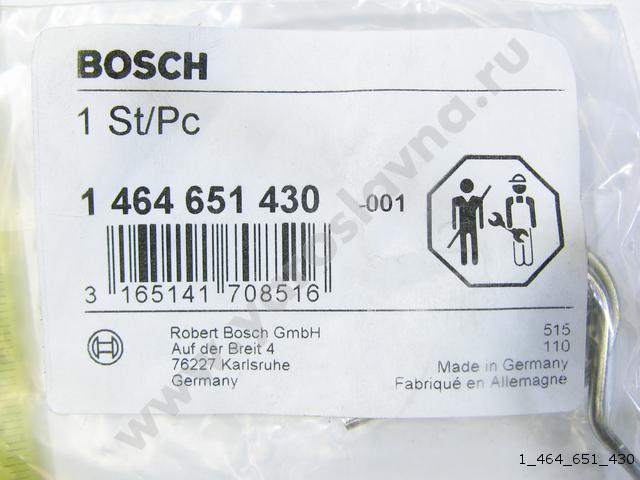 BOSCH
1 St/Pc
1 464 651 430 -001
3 165141 708516
Robert Bosch GmbH
Auf der Breit 4
76227 Karlsruhe
Germany
515
110
Made in Germany
Fabriqué en Allemagne
www.yaroslavna.ru
1_464_651_430